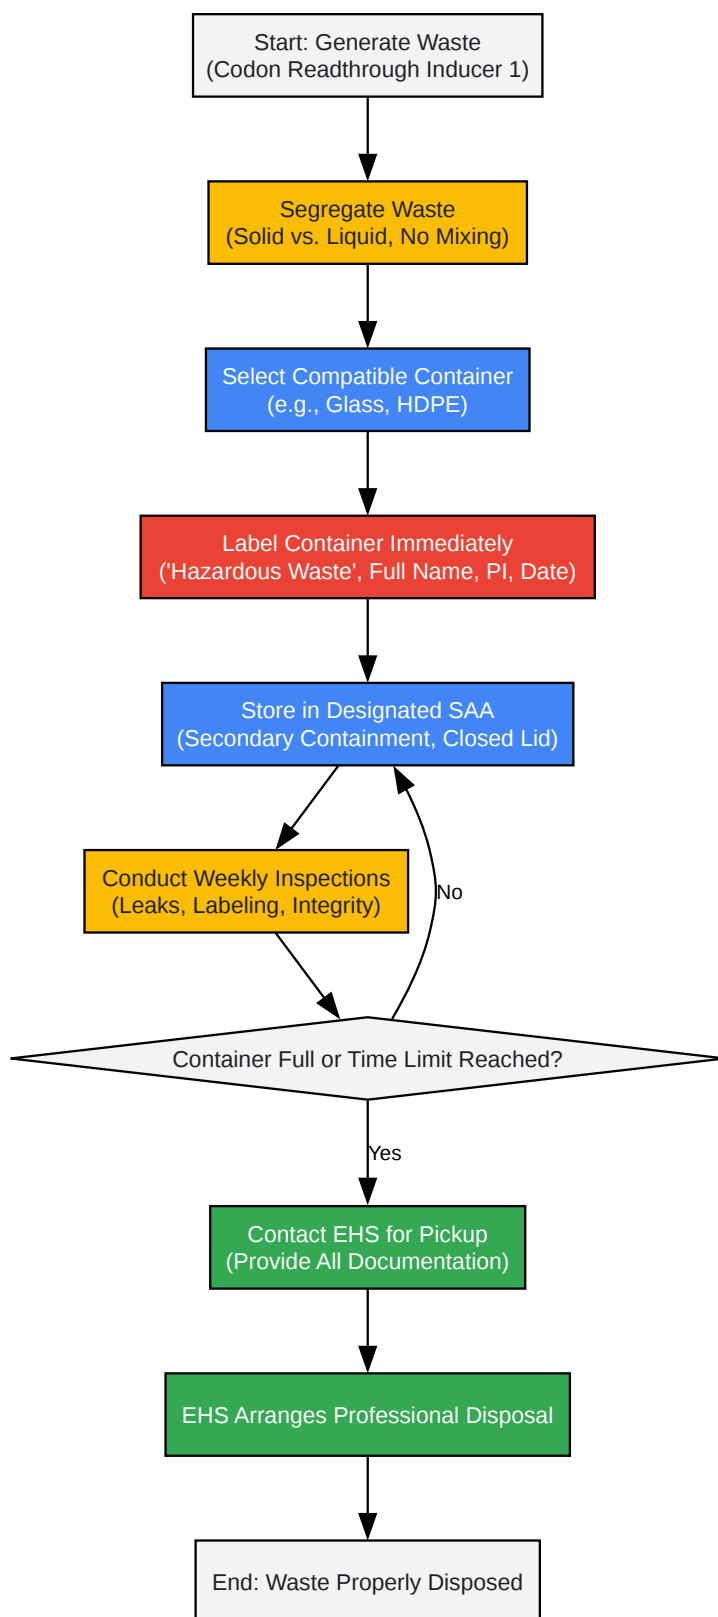 Start: Generate Waste
(Codon Readthrough Inducer 1)
Segregate Waste
(Solid vs. Liquid, No Mixing)
Select Compatible Container
(e.g., Glass, HDPE)
Label Container Immediately
('Hazardous Waste', Full Name, PI, Date)
Store in Designated SAA
(Secondary Containment, Closed Lid)
Conduct Weekly Inspections
(Leaks, Labeling, Integrity)
No
Container Full or Time Limit Reached?
Yes
Contact EHS for Pickup
(Provide All Documentation)
EHS Arranges Professional Disposal
End: Waste Properly Disposed